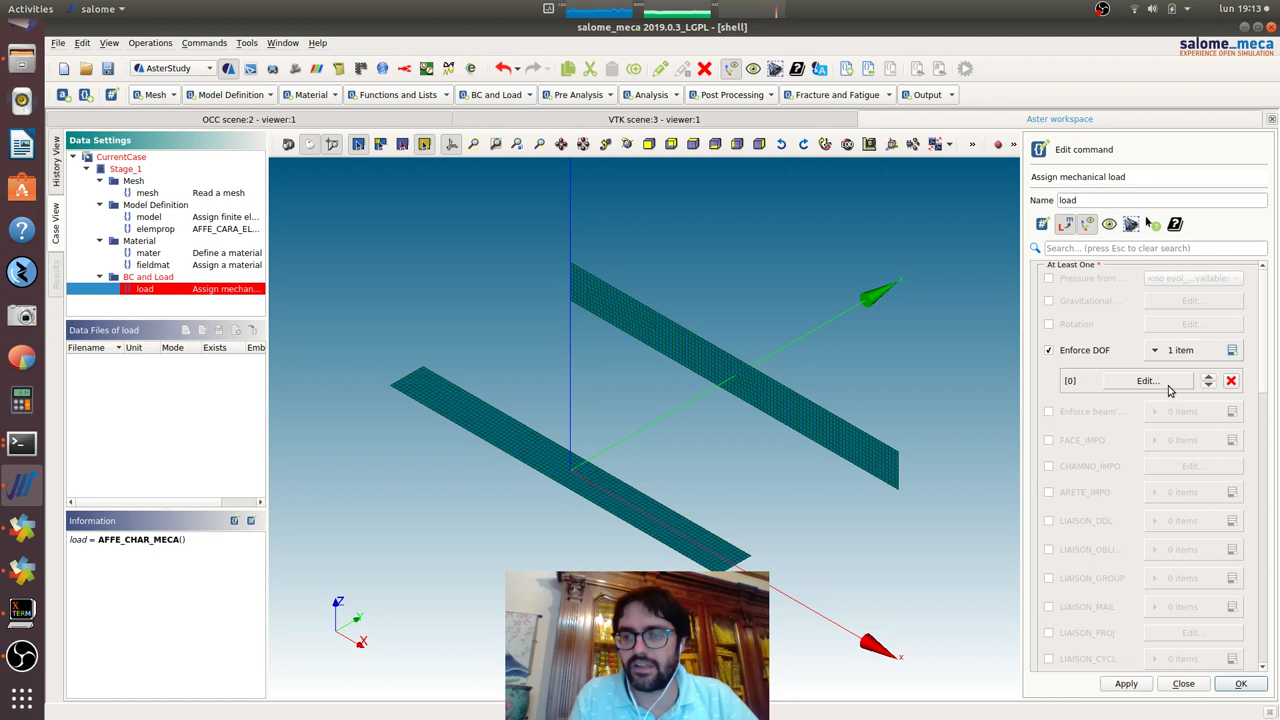 Activities
salome
lun 19:13
salome_meca 2019.0.3_LGPL - [shell]
File Edit View Operations Commands Tools Window Help
salome_meca
EXPERIENCE OPEN SIMULATION
AsterStudy
Mesh
Model Definition
Material
Functions and Lists
BC and Load
Pre Analysis
Analysis
Post Processing
Fracture and Fatigue
Output
OCC scene:2 - viewer:1
VTK scene:3 - viewer:1
Aster workspace
History View
Case View
Results
Data Settings
CurrentCase
Stage_1
Mesh
mesh Read a mesh
Model Definition
model Assign finite el...
elemprop AFFE_CARA_EL...
Material
mater Define a material
fieldmat Assign a material
BC and Load
load Assign mechan...
Data Files of load
Filename Unit Mode Exists Emb
Information
load = AFFE_CHAR_MECA()
Y
X
Z
Y
X
Edit command
Assign mechanical load
Name load
Search... (press Esc to clear search)
At Least One *
Pressure from ... <no evol_... vailable:
Gravitational ... Edit...
Rotation Edit...
Enforce DOF 1 item
[0] Edit...
Enforce beam'... 0 items
FACE_IMPO 0 items
CHAMNO_IMPO Edit...
ARETE_IMPO 0 items
LIAISON_DDL 0 items
LIAISON_OBLI... 0 items
LIAISON_GROUP 0 items
LIAISON_MAIL 0 items
LIAISON_PROJ Edit...
LIAISON_CYCL 0 items
Apply Close OK